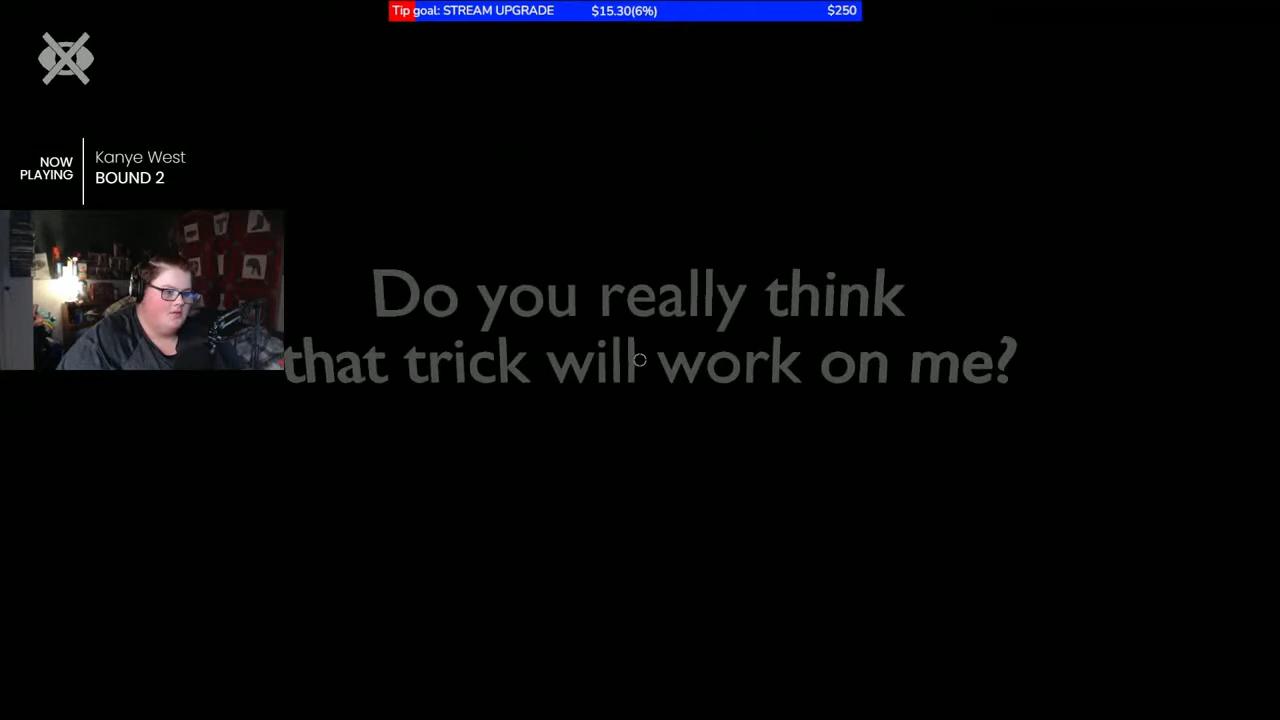 Tip goal: STREAM UPGRADE $15.30(6%) $250
NOW PLAYING
Kanye West
BOUND 2
Do you really think
that trick will work on me?